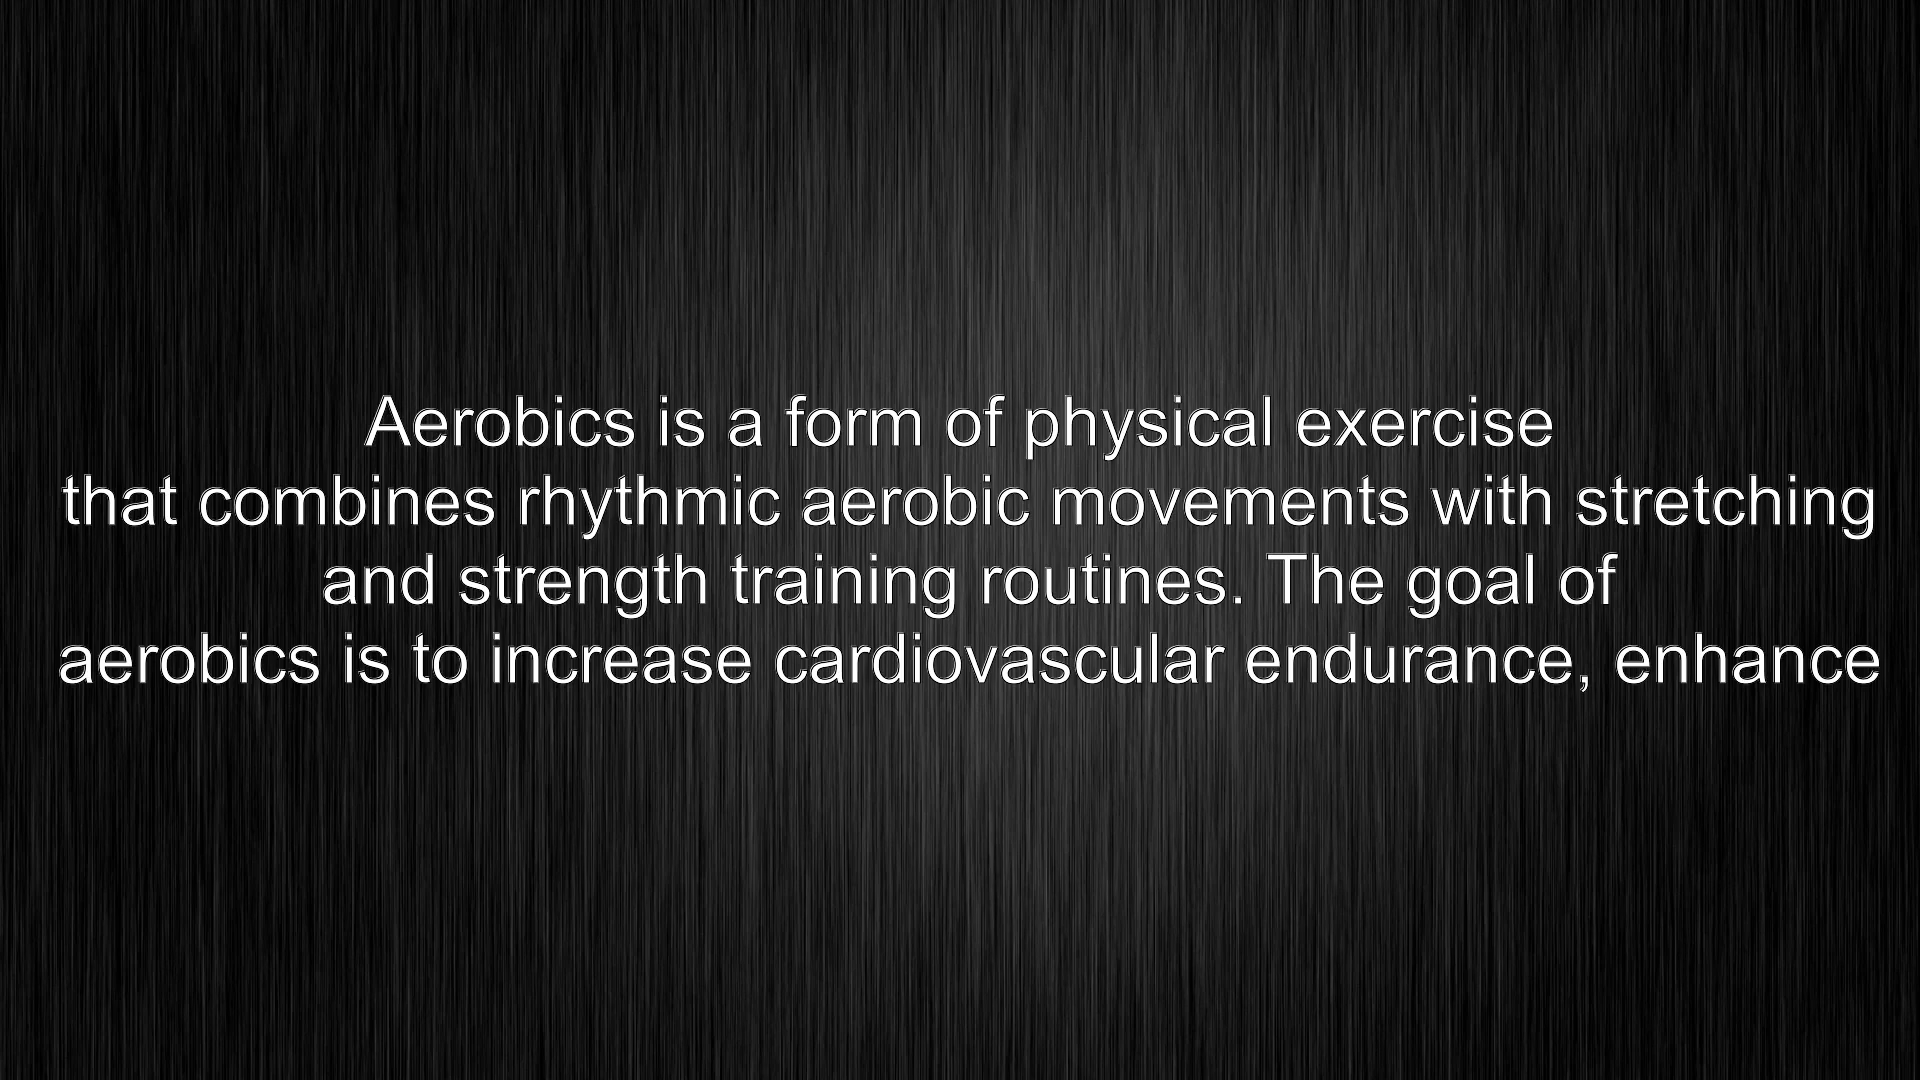 Aerobics is a form of physical exercise
that combines rhythmic aerobic movements with stretching
and strength training routines. The goal of
aerobics is to increase cardiovascular endurance, enhance